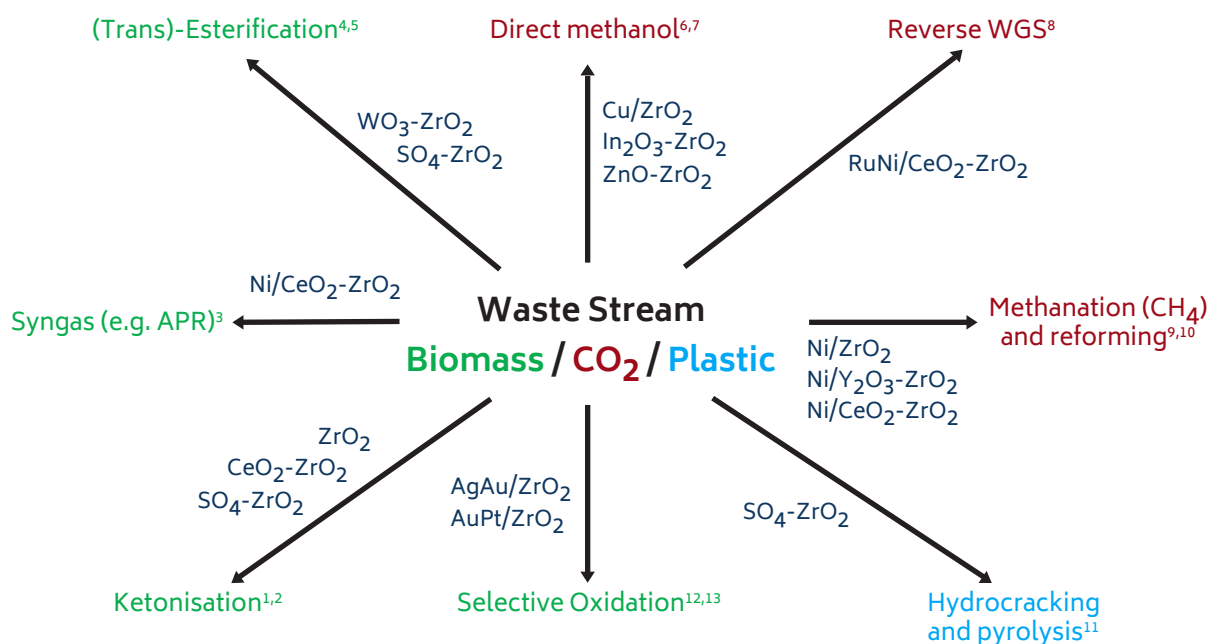 (Trans)-Esterification⁴,⁵
Direct methanol⁶,⁷
Reverse WGS⁸
WO₃-ZrO₂
SO₄-ZrO₂
Cu/ZrO₂
In₂O₃-ZrO₂
ZnO-ZrO₂
RuNi/CeO₂-ZrO₂
Ni/CeO₂-ZrO₂
Syngas (e.g. APR)³
Waste Stream
Biomass / CO₂ / Plastic
Methanation (CH₄)
and reforming⁹,¹⁰
Ni/ZrO₂
Ni/Y₂O₃-ZrO₂
Ni/CeO₂-ZrO₂
ZrO₂
CeO₂-ZrO₂
SO₄-ZrO₂
AgAu/ZrO₂
AuPt/ZrO₂
SO₄-ZrO₂
Ketonisation¹,²
Selective Oxidation¹²,¹³
Hydrocracking
and pyrolysis¹¹